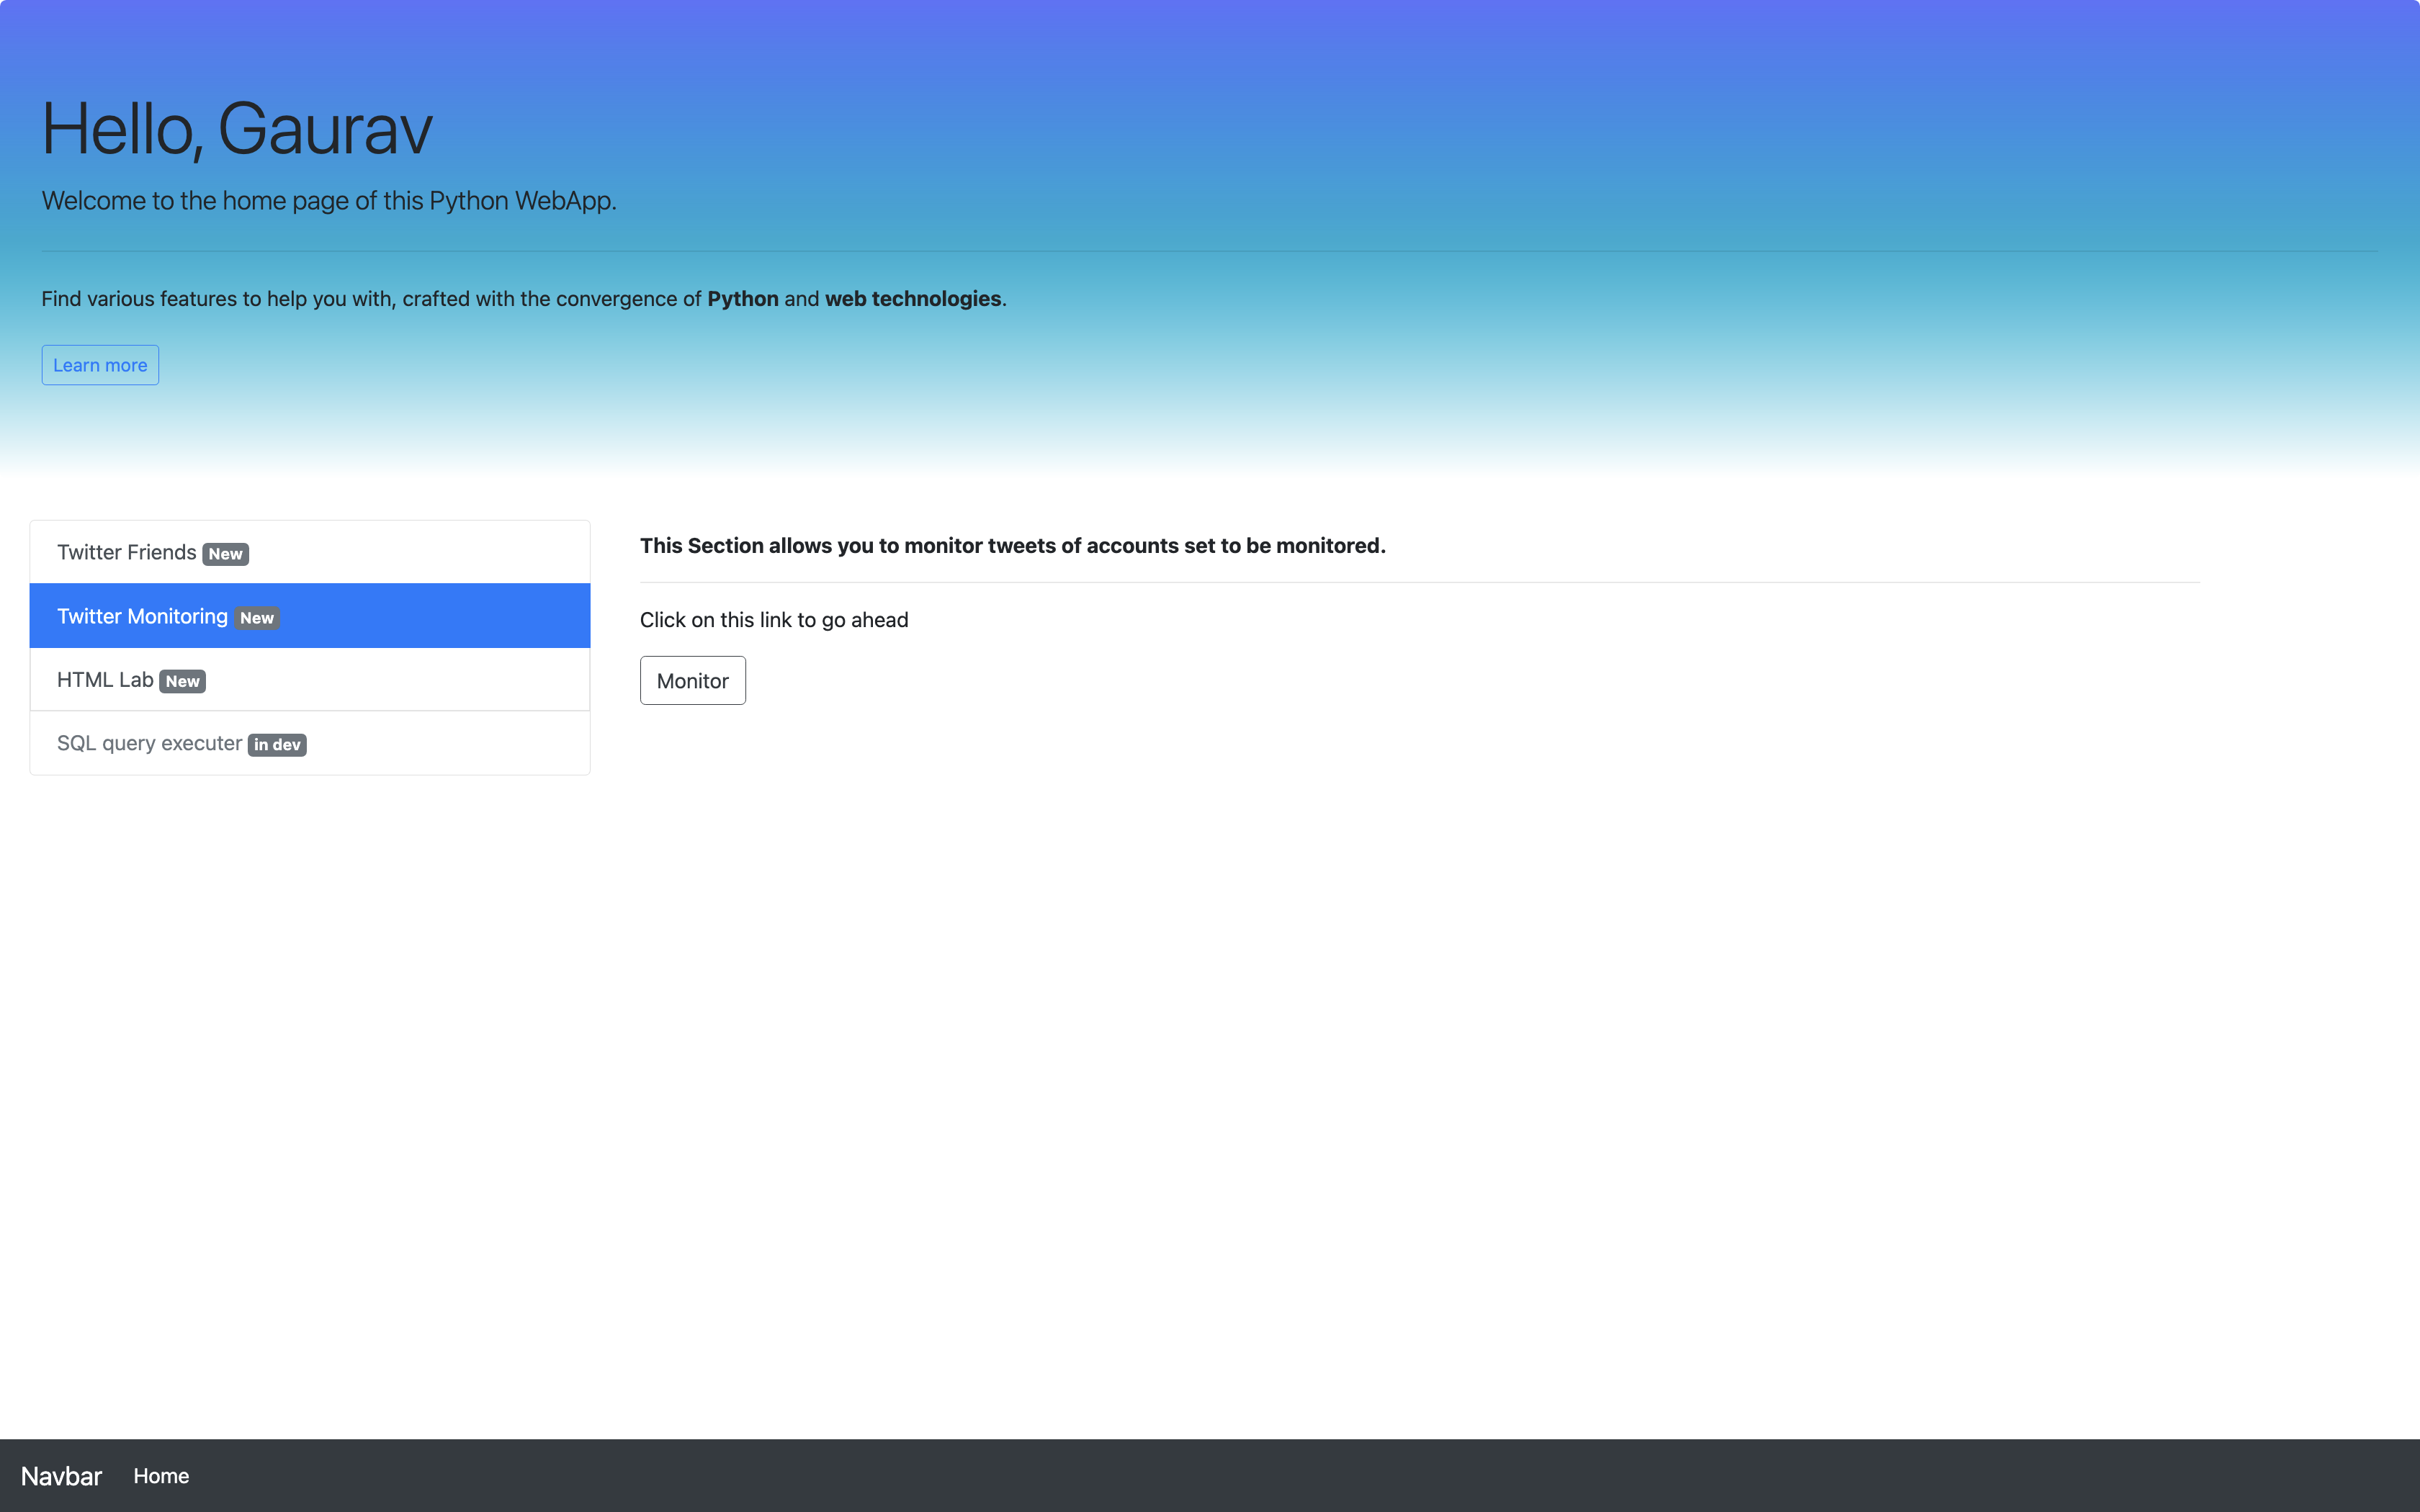 Hello, Gaurav
Welcome to the home page of this Python WebApp.
Find various features to help you with, crafted with the convergence of Python and web technologies.
Learn more
Twitter Friends New
Twitter Monitoring New
HTML Lab New
SQL query executer in dev
This Section allows you to monitor tweets of accounts set to be monitored.
Click on this link to go ahead
Monitor
Navbar Home